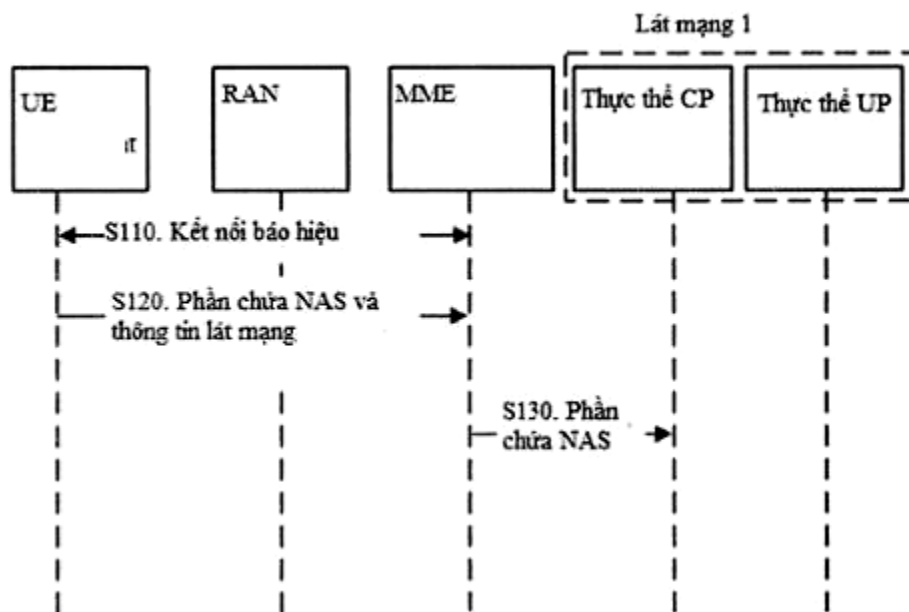 Lát mạng 1
UE
RAN
MME
Thực thể CP
Thực thể UP
S110. Kết nối báo hiệu
S120. Phần chứa NAS và
thông tin lát mạng
S130. Phần
chứa NAS